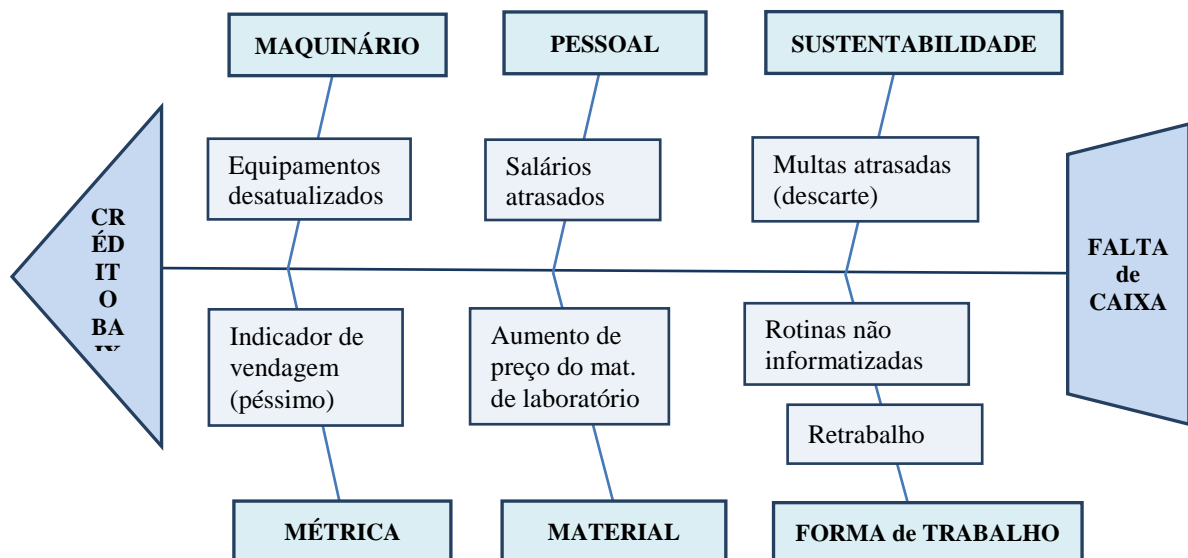 MAQUINÁRIO
PESSOAL
SUSTENTABILIDADE
Equipamentos
desatualizados
Salários
atrasados
Multas atrasadas
(descarte)
CR
ÉD
IT
O
BA
IX
FALTA
de
CAIXA
Indicador de
vendagem
(péssimo)
Aumento de
preço do mat.
de laboratório
Rotinas não
informatizadas
Retrabalho
MÉTRICA
MATERIAL
FORMA de TRABALHO